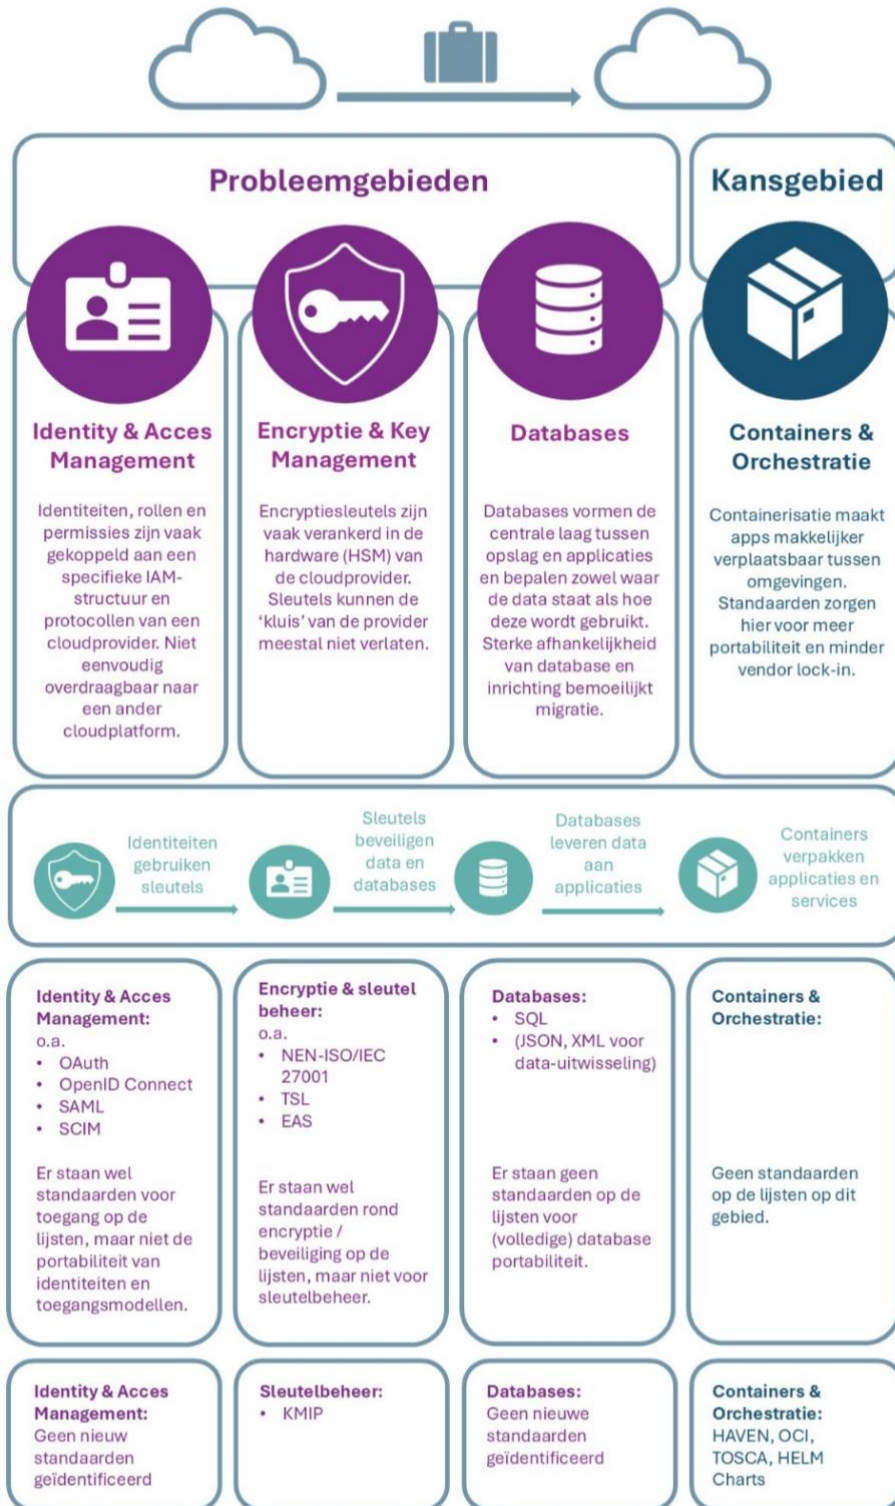 Probleemgebieden
Kansgebied
Identity & Acces
Management
Identiteiten, rollen en
permissies zijn vaak
gekoppeld aan een
specifieke IAM-
structuur en
protocollen van een
cloudprovider. Niet
eenvoudig
overdraagbaar naar
een ander
cloudplatform.
Encryptie & Key
Management
Encryptiesleutels zijn
vaak verankerd in de
hardware (HSM) van
de cloudprovider.
Sleutels kunnen de
‘kluis’ van de provider
meestal niet verlaten.
Databases
Databases vormen de
centrale laag tussen
opslag en applicaties
en bepalen zowel waar
de data staat als hoe
deze wordt gebruikt.
Sterke afhankelijkheid
van database en
inrichting bemoeilijkt
migratie.
Containers &
Orchestratie
Containerisatie maakt
apps makkelijker
verplaatsbaar tussen
omgevingen.
Standaarden zorgen
hier voor meer
portabiliteit en minder
vendor lock-in.
Identiteiten
gebruiken
sleutels
Sleutels
beveiligen
data en
databases
Databases
leveren data
aan
applicaties
Containers
verpakken
applicaties en
services
Identity & Acces
Management:
o.a.
• OAuth
• OpenID Connect
• SAML
• SCIM
Er staan wel
standaarden voor
toegang op de
lijsten, maar niet de
portabiliteit van
identiteiten en
toegangsmodellen.
Encryptie & sleutel
beheer:
o.a.
• NEN-ISO/IEC
27001
• TSL
• EAS
Er staan wel
standaarden rond
encryptie /
beveiliging op de
lijsten, maar niet voor
sleutelbeheer.
Databases:
• SQL
• (JSON, XML voor
data-uitwisseling)
Er staan geen
standaarden op de
lijsten voor
(volledige) database
portabiliteit.
Containers &
Orchestratie:
Geen standaarden
op de lijsten op dit
gebied.
Identity & Acces
Management:
Geen nieuw
standaarden
geïdentificeerd
Sleutelbeheer:
• KMIP
Databases:
Geen nieuwe
standaarden
geïdentificeerd
Containers &
Orchestratie:
HAVEN, OCI,
TOSCA, HELM
Charts